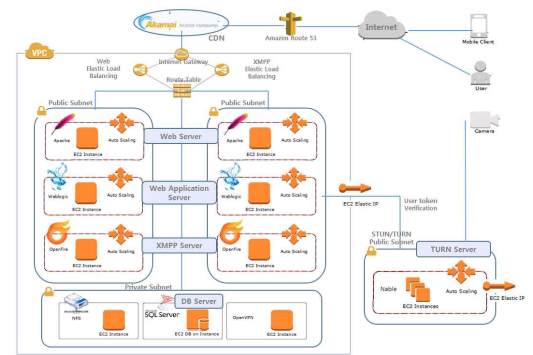 Akamai
CDN
Amazon Route 53
Internet
Mobile Client
User
Camera
VPC
Web
Elastic Load
Balancing
Internet Gateway
XMPP
Elastic Load
Balancing
Route Table
Public Subnet
Public Subnet
Apache
Auto Scaling
EC2 Instance
Web Server
Apache
Auto Scaling
EC2 Instance
Weblogic
Auto Scaling
EC2 Instance
Web Application
Server
Weblogic
Auto Scaling
EC2 Instance
EC2 Elastic IP
User token
Verification
Openfire
Auto Scaling
EC2 Instance
XMPP Server
Openfire
Auto Scaling
EC2 Instance
STUN/TURN
Public Subnet
TURN Server
Nable
Auto Scaling
EC2 Instances
EC2 Elastic IP
Private Subnet
DB Server
NFS
EC2 Instance
SQL Server
EC2 DB on Instance
OpenVPN
EC2 Instance